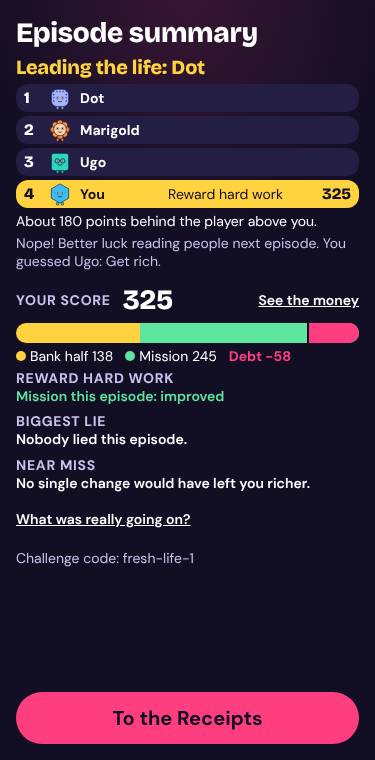 Episode summary
Leading the life: Dot
1 Dot
2 Marigold
3 Ugo
4 You Reward hard work 325
About 180 points behind the player above you.
Nope! Better luck reading people next episode. You
guessed Ugo: Get rich.
YOUR SCORE 325 See the money
Bank half 138 Mission 245 Debt -58
REWARD HARD WORK
Mission this episode: improved
BIGGEST LIE
Nobody lied this episode.
NEAR MISS
No single change would have left you richer.
What was really going on?
Challenge code: fresh-life-1
To the Receipts